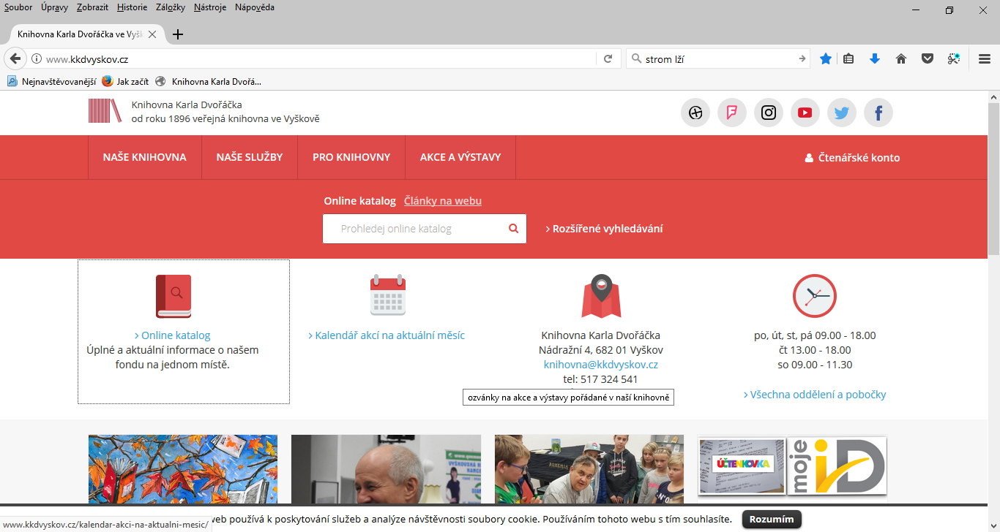 Soubor Úpravy Zobrazit Historie Záložky Nástroje Nápověda
Knihovna Karla Dvořáčka ve Vyšk
www.kkdvyskov.cz
strom lží
Nejnavštěvovanější Jak začít Knihovna Karla Dvořá...
Knihovna Karla Dvořáčka
od roku 1896 veřejná knihovna ve Vyškově
NAŠE KNIHOVNA NAŠE SLUŽBY PRO KNIHOVNY AKCE A VÝSTAVY Čtenářské konto
Online katalog Články na webu
Prohledej online katalog
› Rozšířené vyhledávání
› Online katalog
Úplné a aktuální informace o našem
fondu na jednom místě.
› Kalendář akcí na aktuální měsíc
Knihovna Karla Dvořáčka
Nádražní 4, 682 01 Vyškov
knihovna@kkdvyskov.cz
tel: 517 324 541
po, út, st, pá 09.00 - 18.00
čt 13.00 - 18.00
so 09.00 - 11.30
› Všechna oddělení a pobočky
ozvánky na akce a výstavy pořádané v naší knihovně
BOHEMIA
ÚČTENKOVKA
moje iD
web používá k poskytování služeb a analýze návštěvnosti soubory cookie. Používáním tohoto webu s tím souhlasíte.
Rozumím
www.kkdvyskov.cz/kalendar-akci-na-aktualni-mesic/